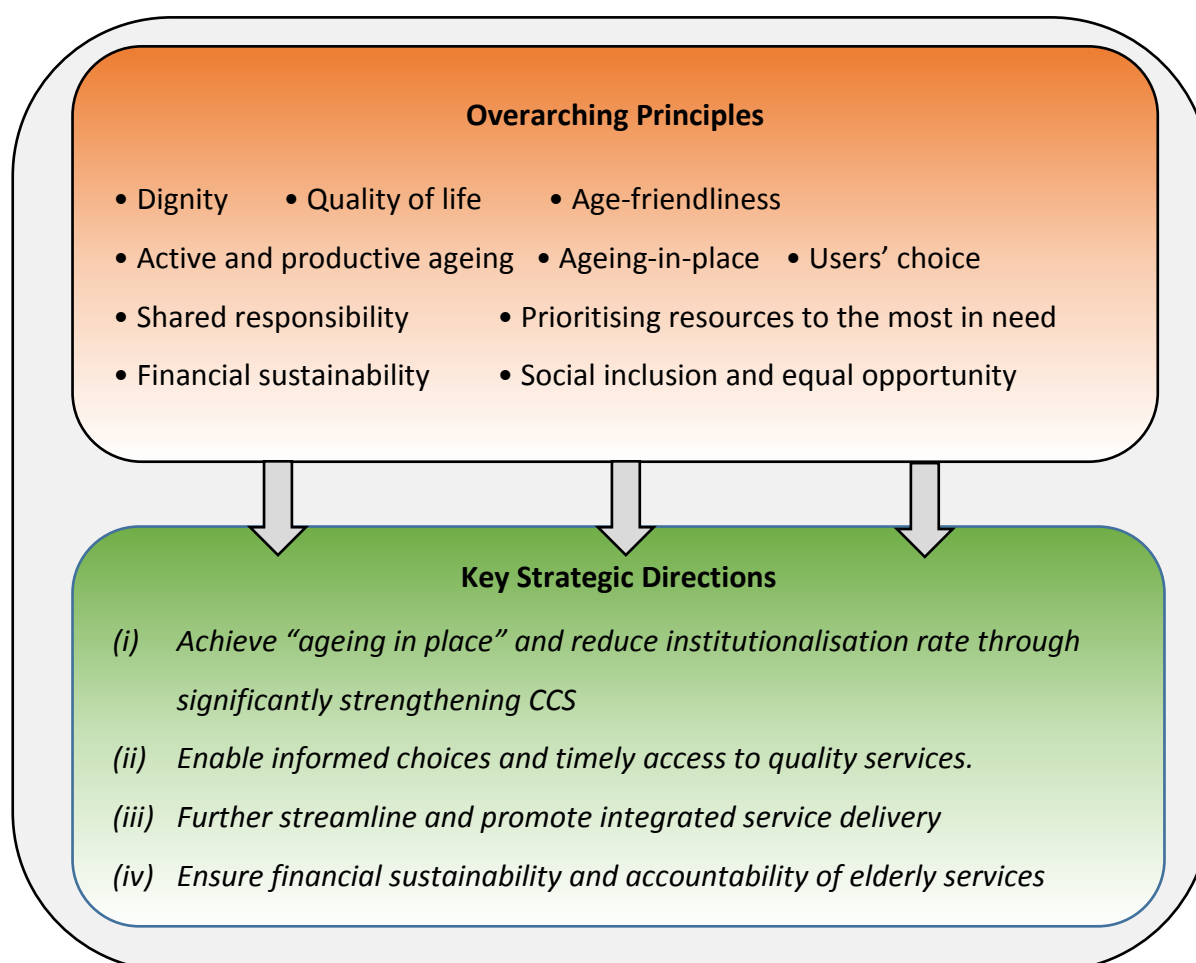 Overarching Principles
• Dignity • Quality of life • Age-friendliness
• Active and productive ageing • Ageing-in-place • Users’ choice
• Shared responsibility • Prioritising resources to the most in need
• Financial sustainability • Social inclusion and equal opportunity
Key Strategic Directions
(i) Achieve “ageing in place” and reduce institutionalisation rate through
significantly strengthening CCS
(ii) Enable informed choices and timely access to quality services.
(iii) Further streamline and promote integrated service delivery
(iv) Ensure financial sustainability and accountability of elderly services